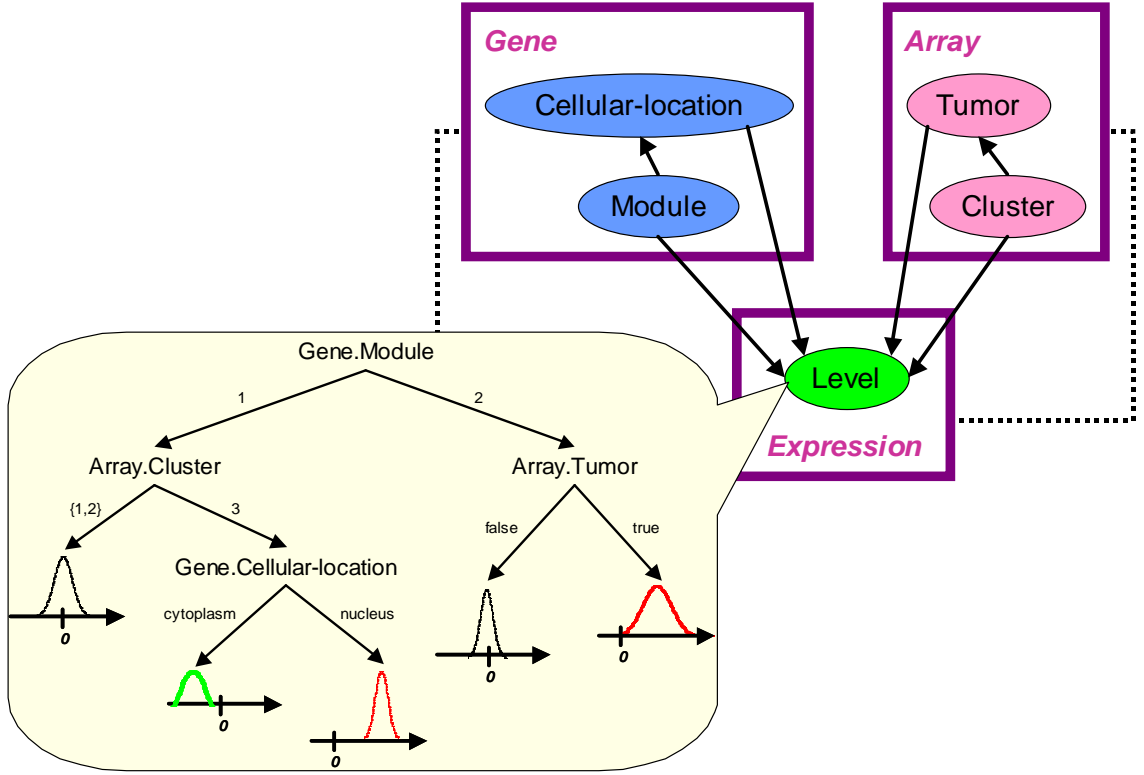 Gene
Array
Cellular-location
Tumor
Module
Cluster
Level
Expression
Gene.Module
1
2
Array.Cluster
Array.Tumor
{1,2}
3
false
true
Gene.Cellular-location
cytoplasm
nucleus
0
0
0
0
0